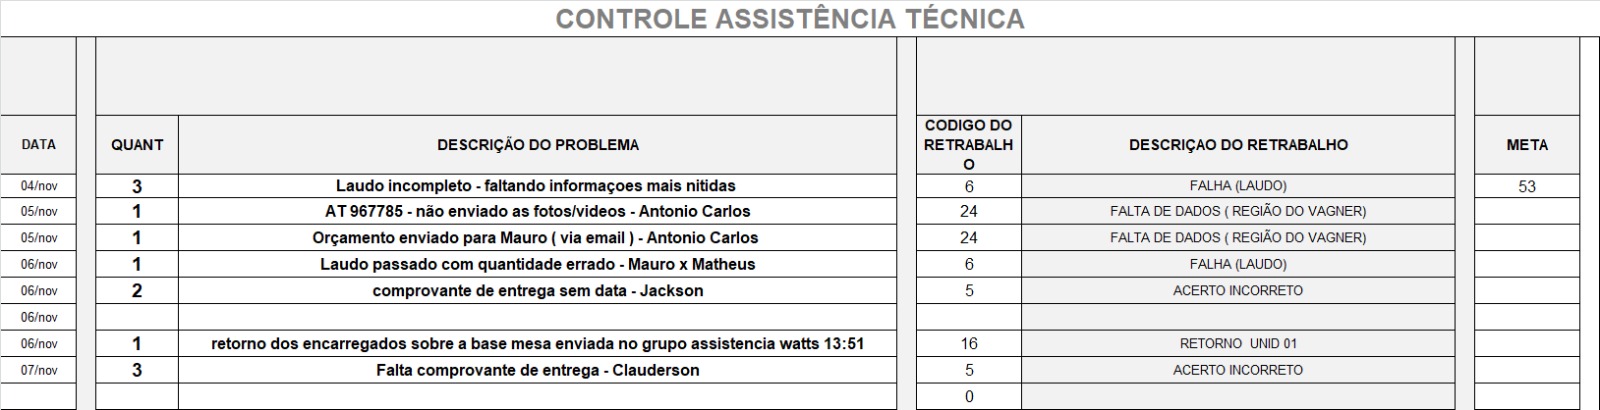 CONTROLE ASSISTÊNCIA TÉCNICA
DATA QUANT DESCRIÇÃO DO PROBLEMA CODIGO DO RETRABALHO DESCRIÇAO DO RETRABALHO META
04/nov 3 Laudo incompleto - faltando informaçoes mais nitidas 6 FALHA (LAUDO) 53
05/nov 1 AT 967785 - não enviado as fotos/videos - Antonio Carlos 24 FALTA DE DADOS ( REGIÃO DO VAGNER)
05/nov 1 Orçamento enviado para Mauro ( via email ) - Antonio Carlos 24 FALTA DE DADOS ( REGIÃO DO VAGNER)
06/nov 1 Laudo passado com quantidade errado - Mauro x Matheus 6 FALHA (LAUDO)
06/nov 2 comprovante de entrega sem data - Jackson 5 ACERTO INCORRETO
06/nov
06/nov 1 retorno dos encarregados sobre a base mesa enviada no grupo assistencia watts 13:51 16 RETORNO UNID 01
07/nov 3 Falta comprovante de entrega - Clauderson 5 ACERTO INCORRETO
0